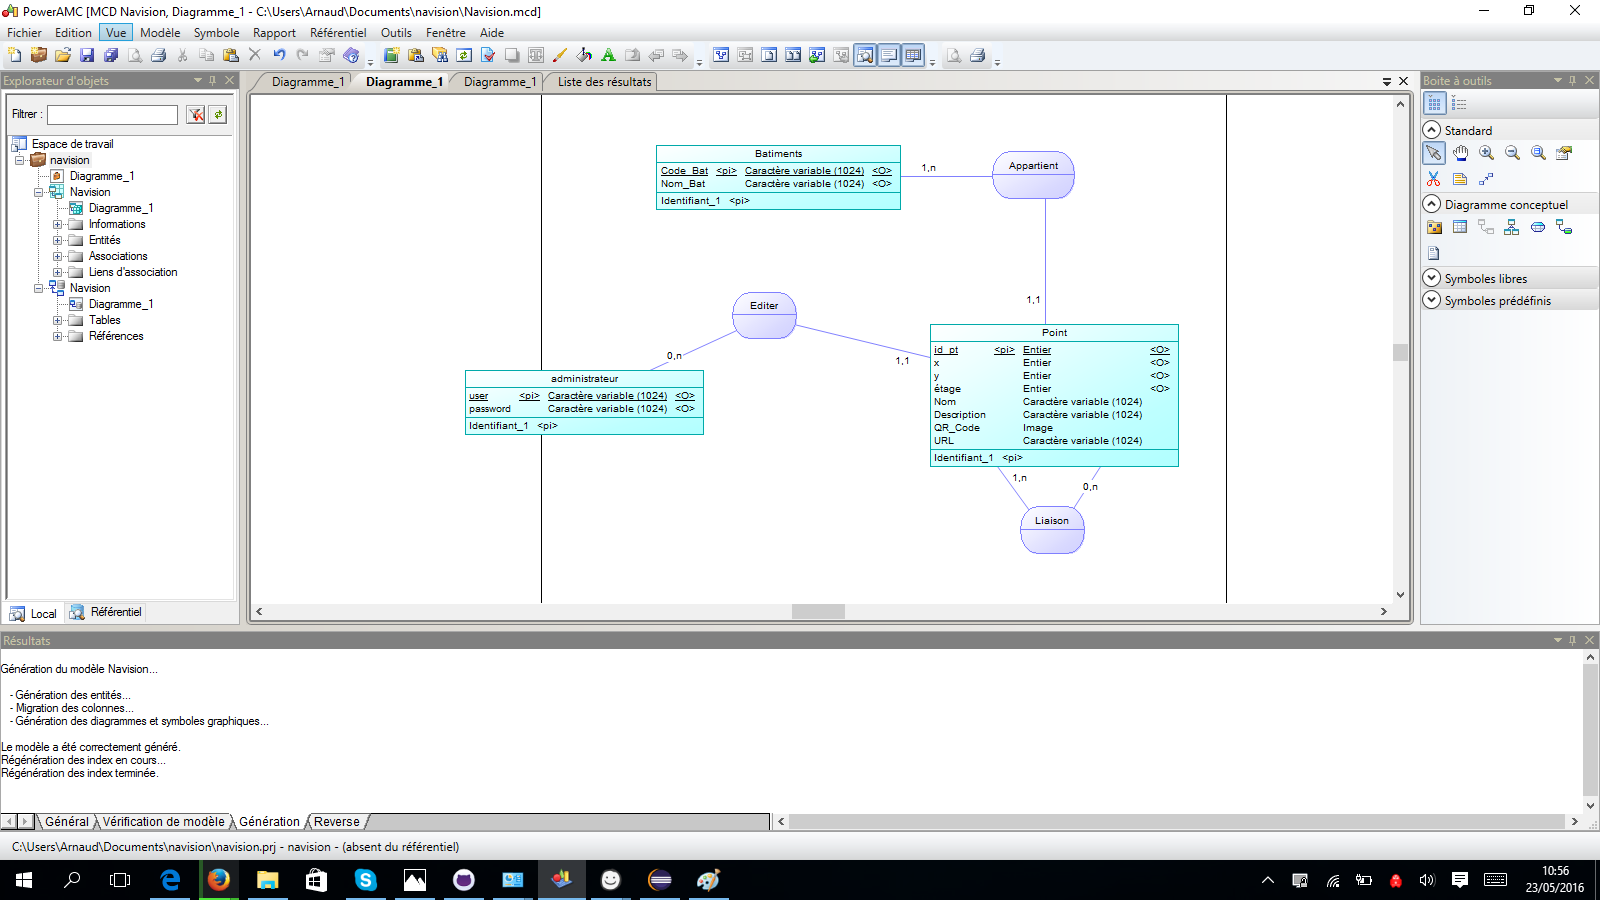 PowerAMC [MCD Navision, Diagramme_1 - C:\Users\Arnaud\Documents\navision\Navision.mcd]
Fichier Edition Vue Modèle Symbole Rapport Référentiel Outils Fenêtre Aide
Explorateur d'objets
Filtrer :
Espace de travail
navision
Diagramme_1
Navision
Diagramme_1
Informations
Entités
Associations
Liens d'association
Navision
Diagramme_1
Tables
Références
Local Référentiel
Diagramme_1 Diagramme_1 Diagramme_1 Liste des résultats
Batiments
Code_Bat <pi> Caractère variable (1024) <O>
Nom_Bat Caractère variable (1024) <O>
Identifiant_1 <pi>
1,n
Appartient
1,1
Editer
0,n
1,1
administrateur
user <pi> Caractère variable (1024) <O>
password Caractère variable (1024) <O>
Identifiant_1 <pi>
Point
id_pt <pi> Entier <O>
x Entier <O>
y Entier <O>
étage Entier <O>
Nom Caractère variable (1024)
Description Caractère variable (1024)
QR_Code Image
URL Caractère variable (1024)
Identifiant_1 <pi>
1,n
0,n
Liaison
Boite à outils
Standard
Diagramme conceptuel
Symboles libres
Symboles prédéfinis
Résultats
Génération du modèle Navision...
- Génération des entités...
- Migration des colonnes...
- Génération des diagrammes et symboles graphiques...
Le modèle a été correctement généré.
Régénération des index en cours...
Régénération des index terminée.
Général Vérification de modèle Génération Reverse
C:\Users\Arnaud\Documents\navision\navision.prj - navision - (absent du référentiel)
10:56
23/05/2016